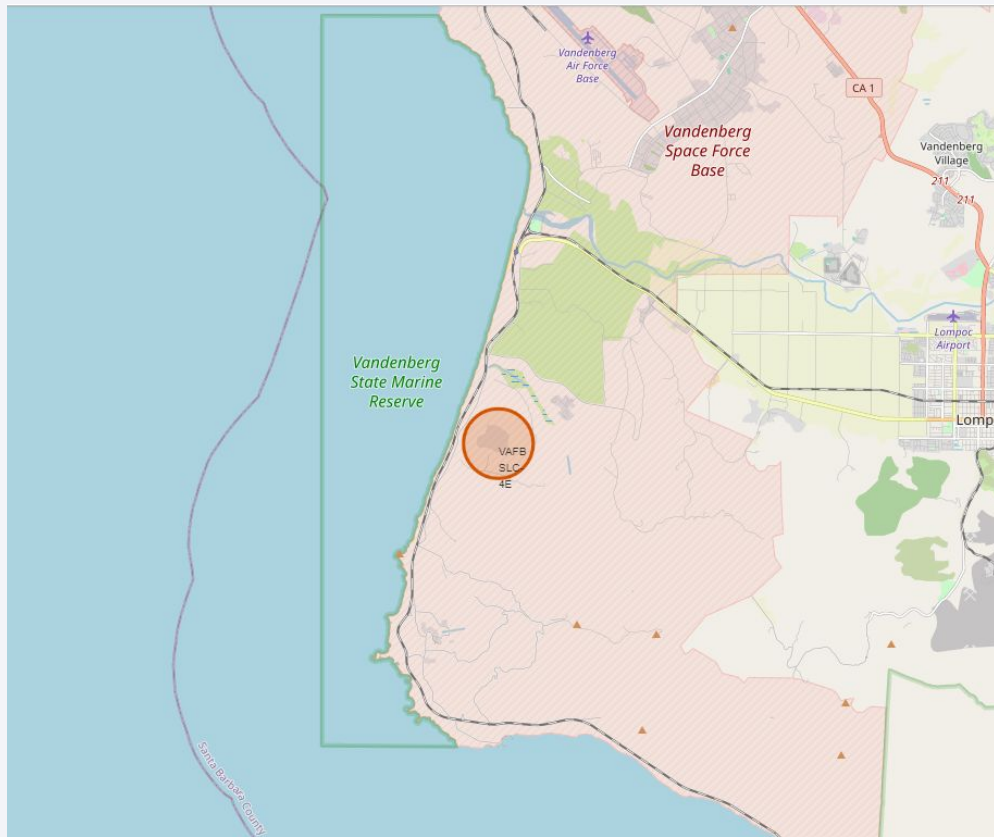 Vandenberg
Air Force
Base
CA 1
Vandenberg
Space Force
Base
Vandenberg
Village
211
211
Lompoc
Airport
Vandenberg
State Marine
Reserve
Lomp
VAFB
SLC-
4E
Santa Barbara County